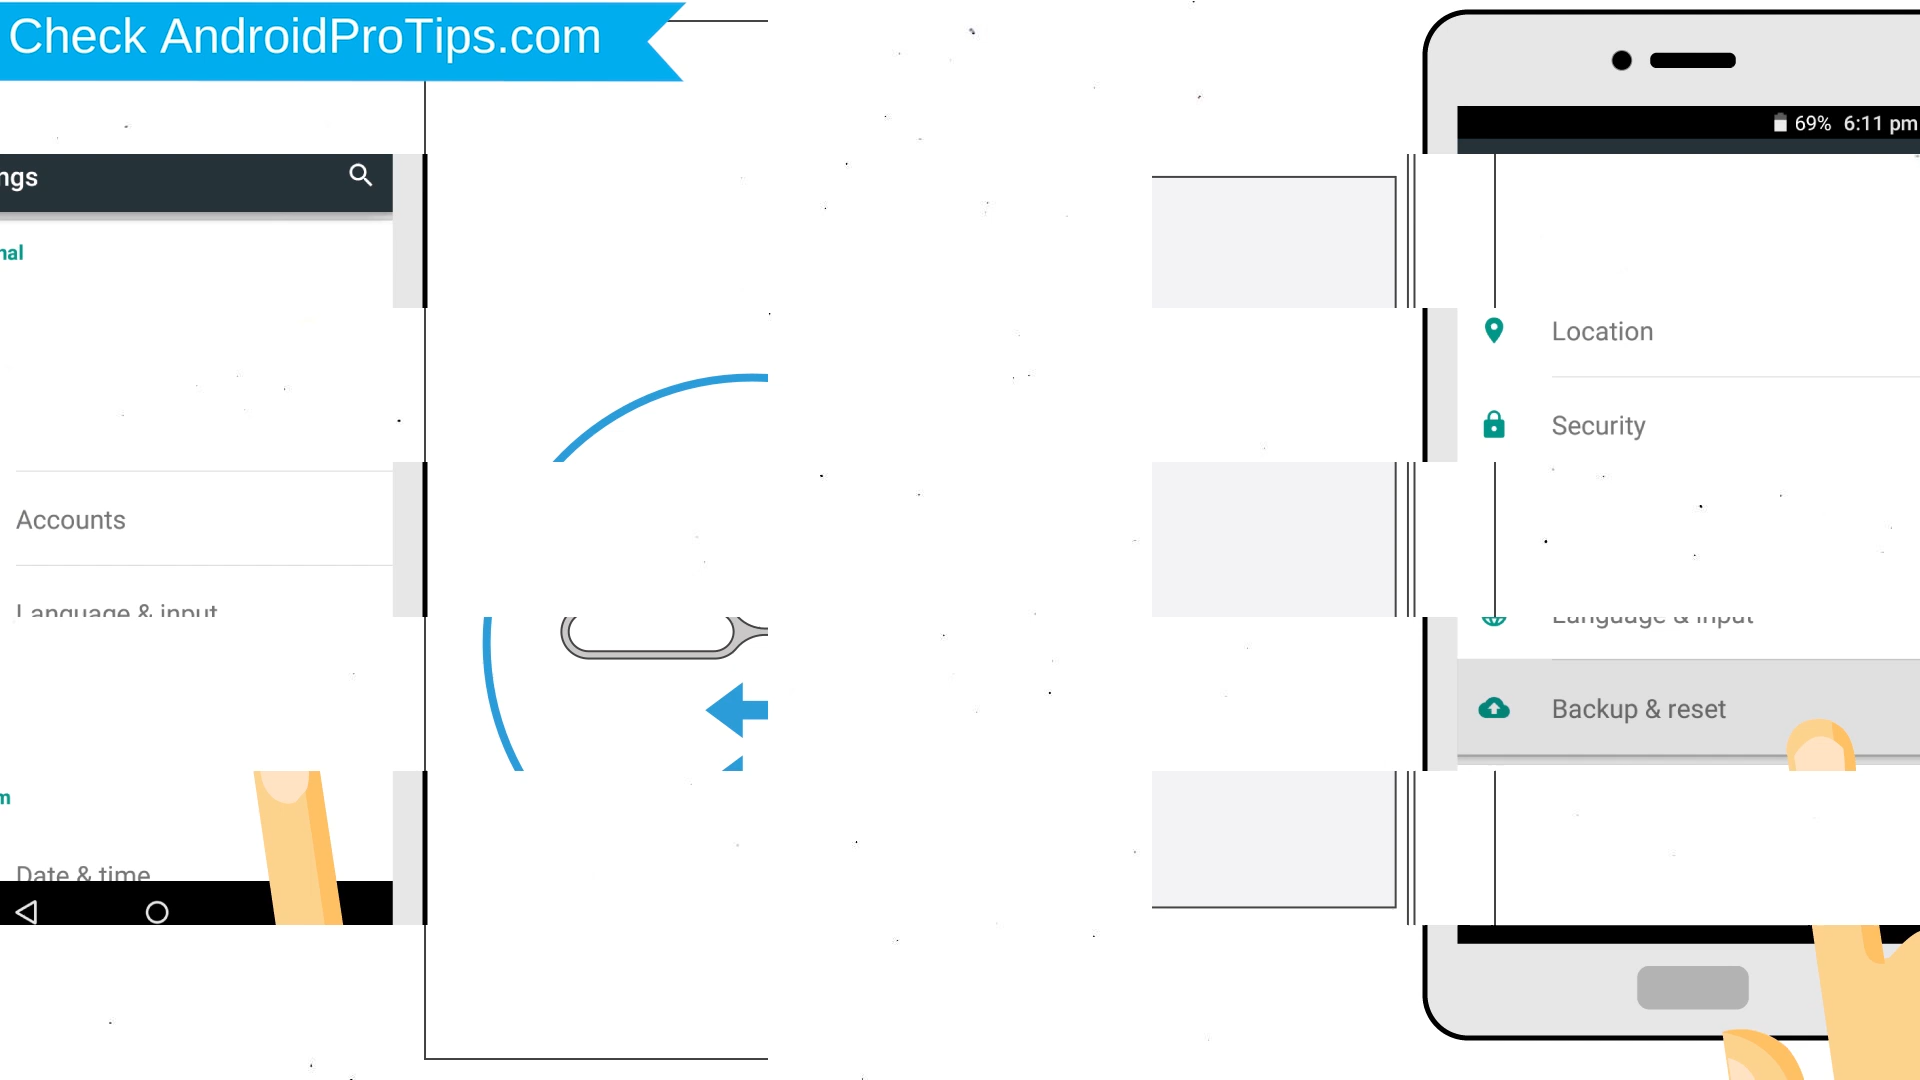 Check AndroidProTips.com
69% 6:11 pm
ngs
nal
Location
Security
Accounts
Language & input
Language & input
Backup & reset
m
Date & time